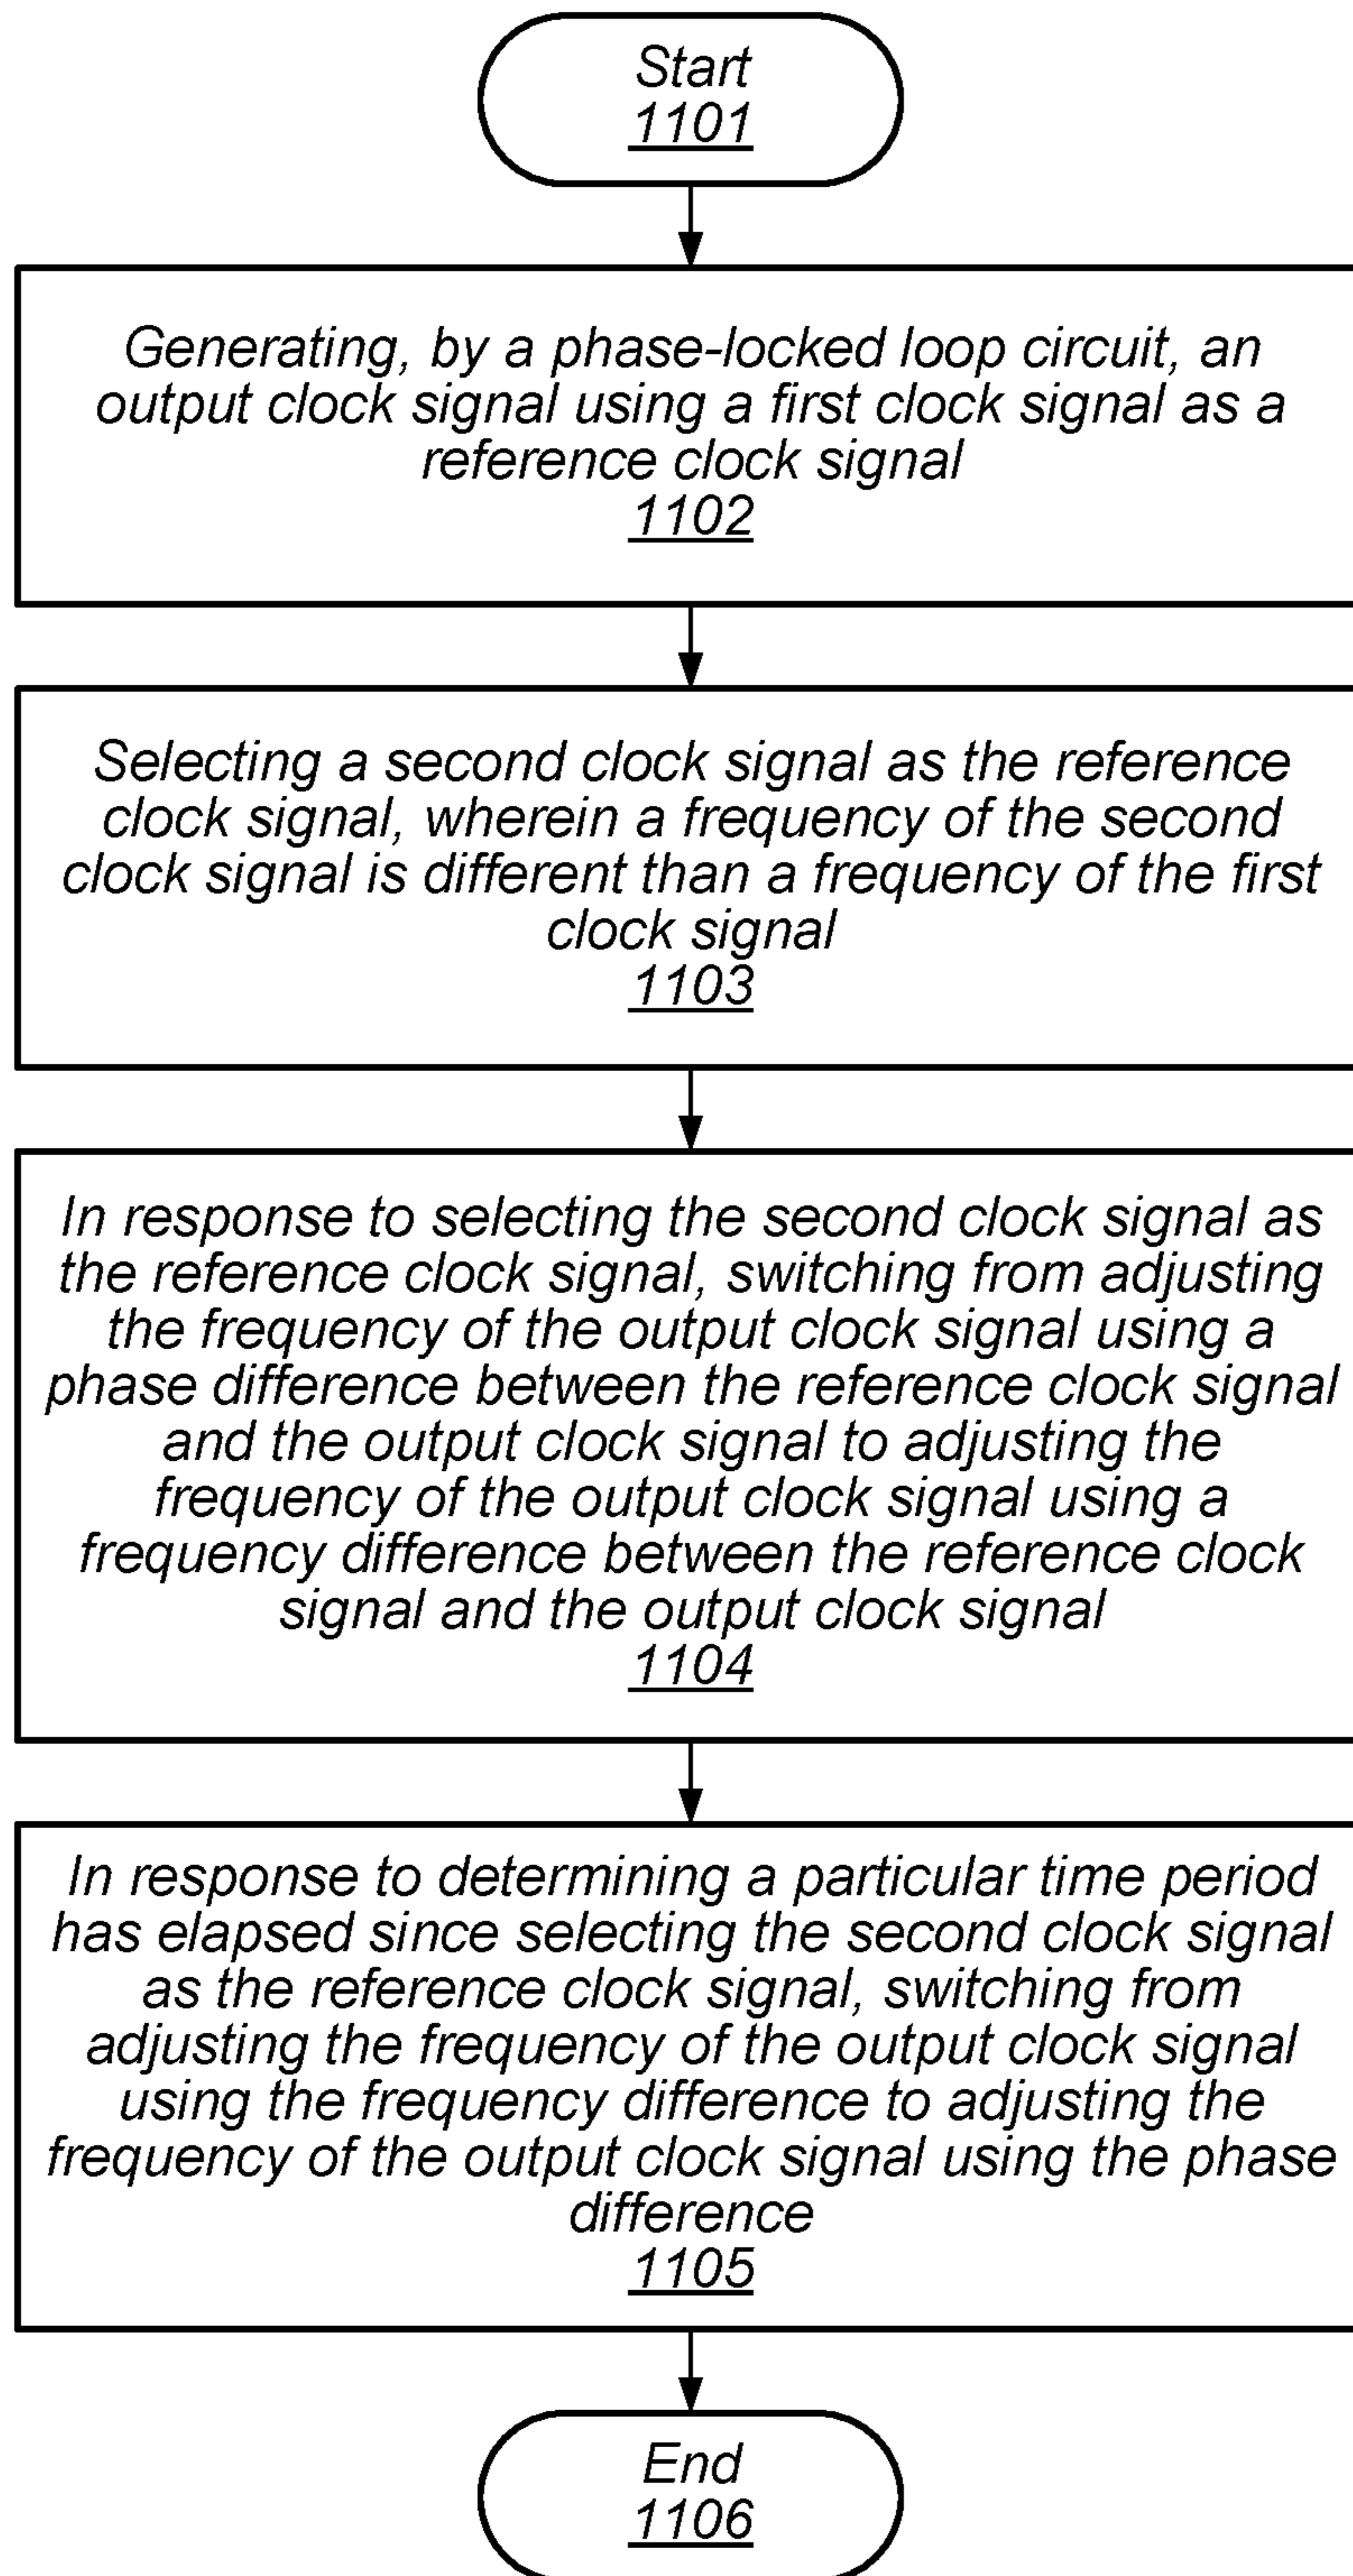 Start
1101
Generating, by a phase-locked loop circuit, an
output clock signal using a first clock signal as a
reference clock signal
1102
Selecting a second clock signal as the reference
clock signal, wherein a frequency of the second
clock signal is different than a frequency of the first
clock signal
1103
In response to selecting the second clock signal as
the reference clock signal, switching from adjusting
the frequency of the output clock signal using a
phase difference between the reference clock signal
and the output clock signal to adjusting the
frequency of the output clock signal using a
frequency difference between the reference clock
signal and the output clock signal
1104
In response to determining a particular time period
has elapsed since selecting the second clock signal
as the reference clock signal, switching from
adjusting the frequency of the output clock signal
using the frequency difference to adjusting the
frequency of the output clock signal using the phase
difference
1105
End
1106